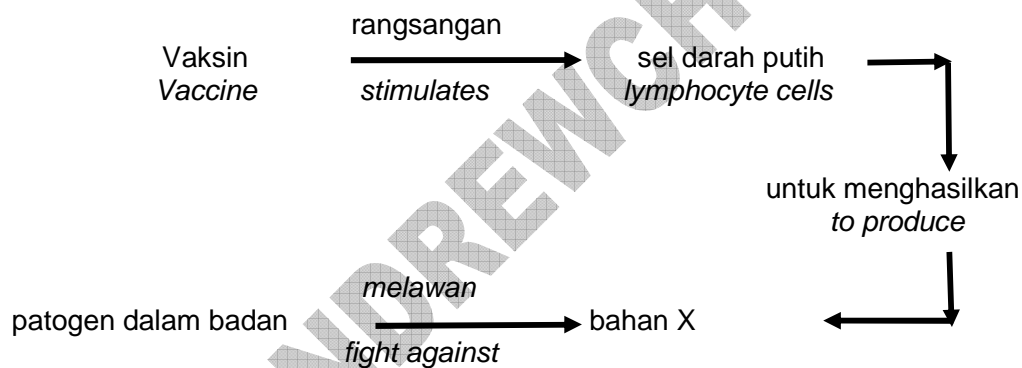 rangsangan
Vaksin sel darah putih
Vaccine stimulates lymphocyte cells
untuk menghasilkan
to produce
melawan
patogen dalam badan bahan X
fight against